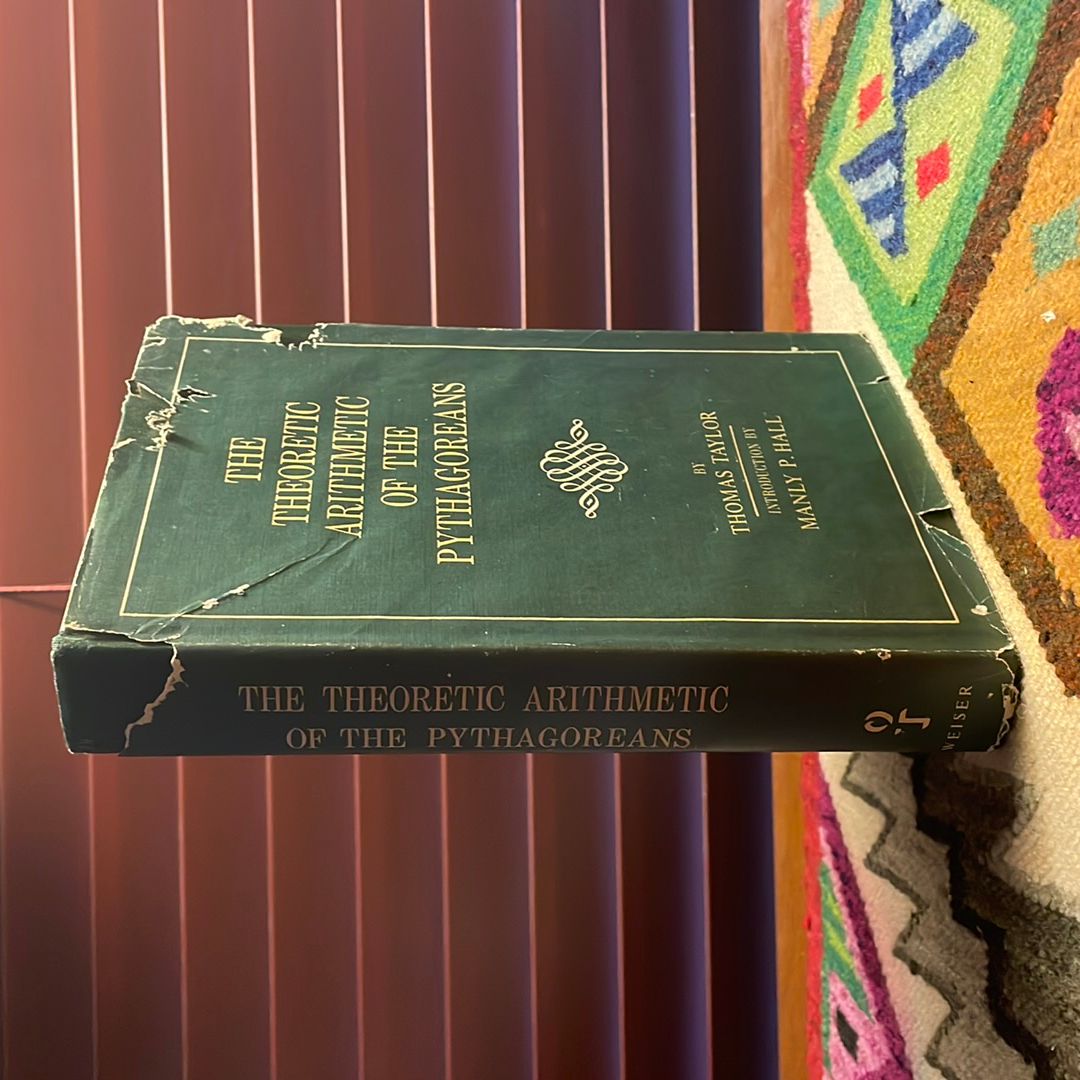 THE
THEORETIC
ARITHMETIC
OF THE
PYTHAGOREANS
BY
THOMAS TAYLOR
INTRODUCTION BY
MANLY P. HALL
THE THEORETIC ARITHMETIC
OF THE PYTHAGOREANS
WEISER